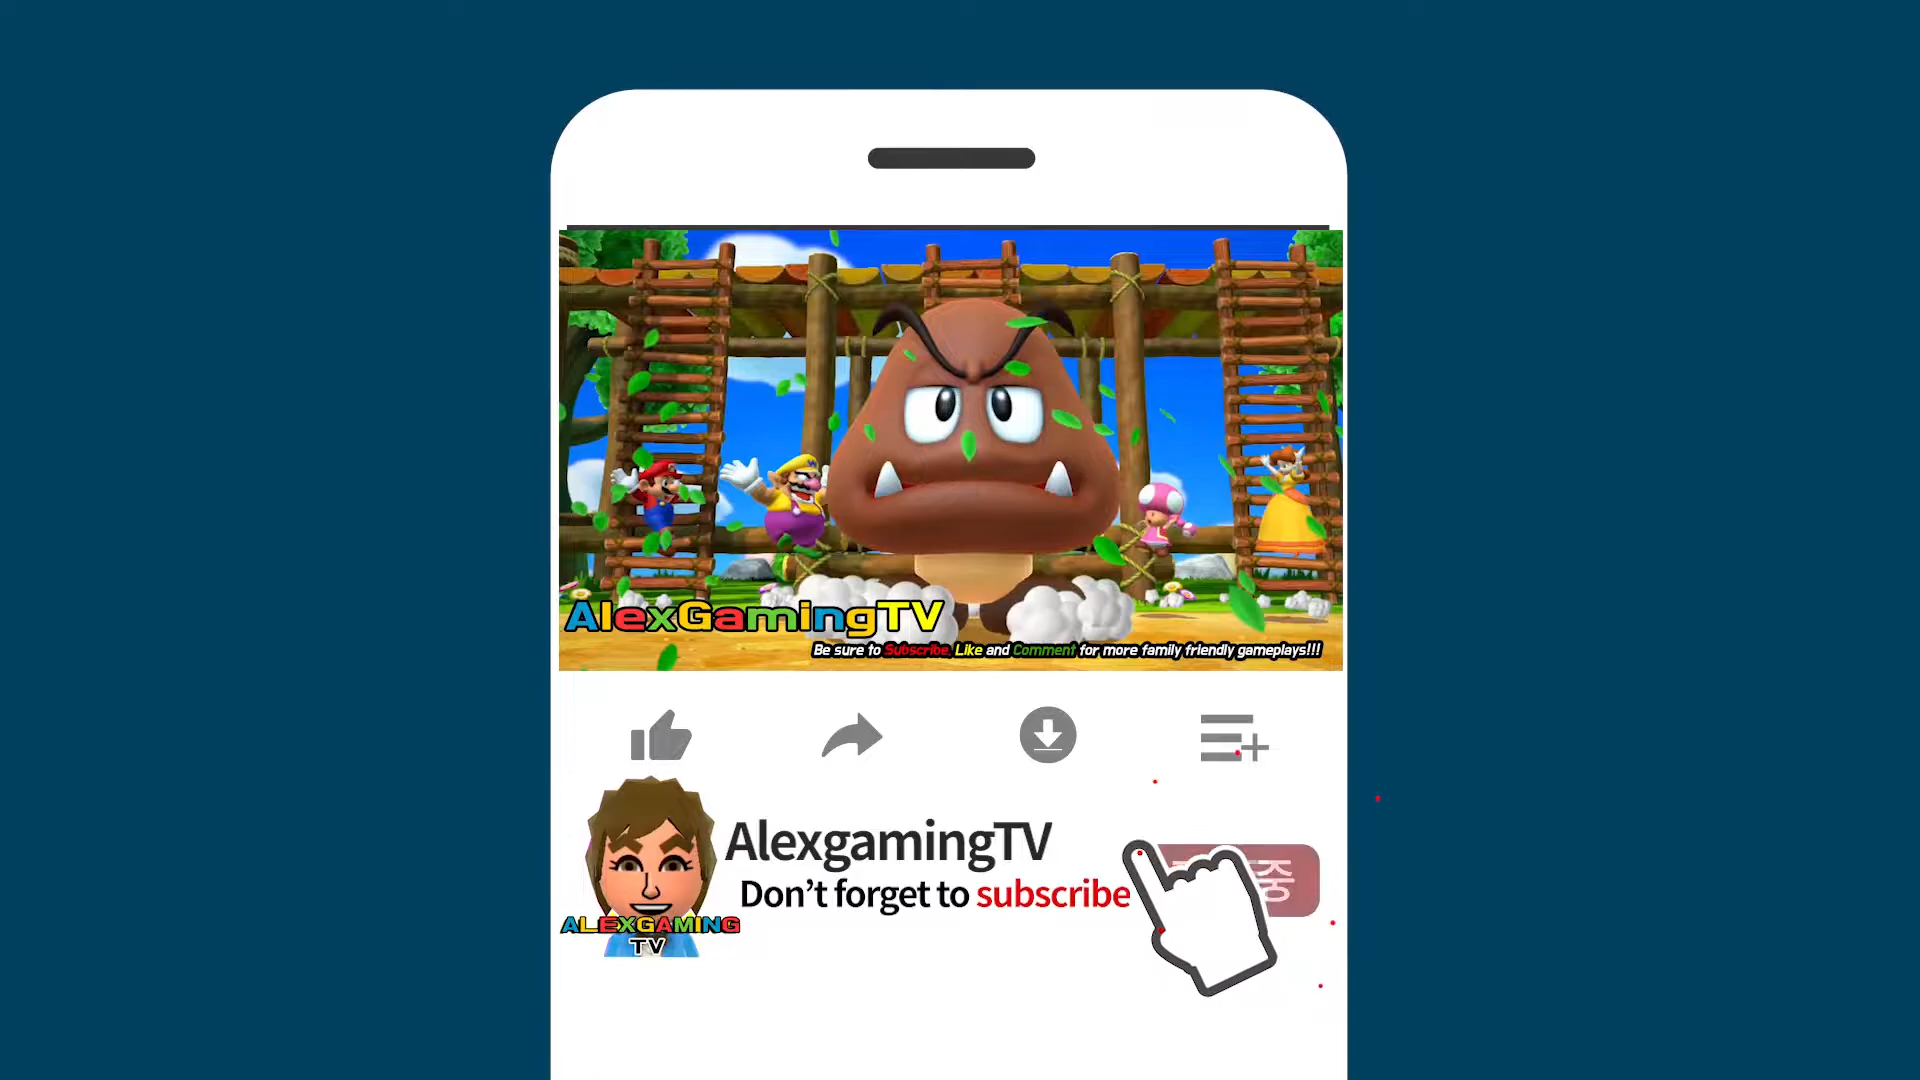 AlexGamingTV
Be sure to Subscribe, Like and Comment for more family friendly gameplays!!!
AlexgamingTV
Don't forget to subscribe
중
ALEXGAMING
TV